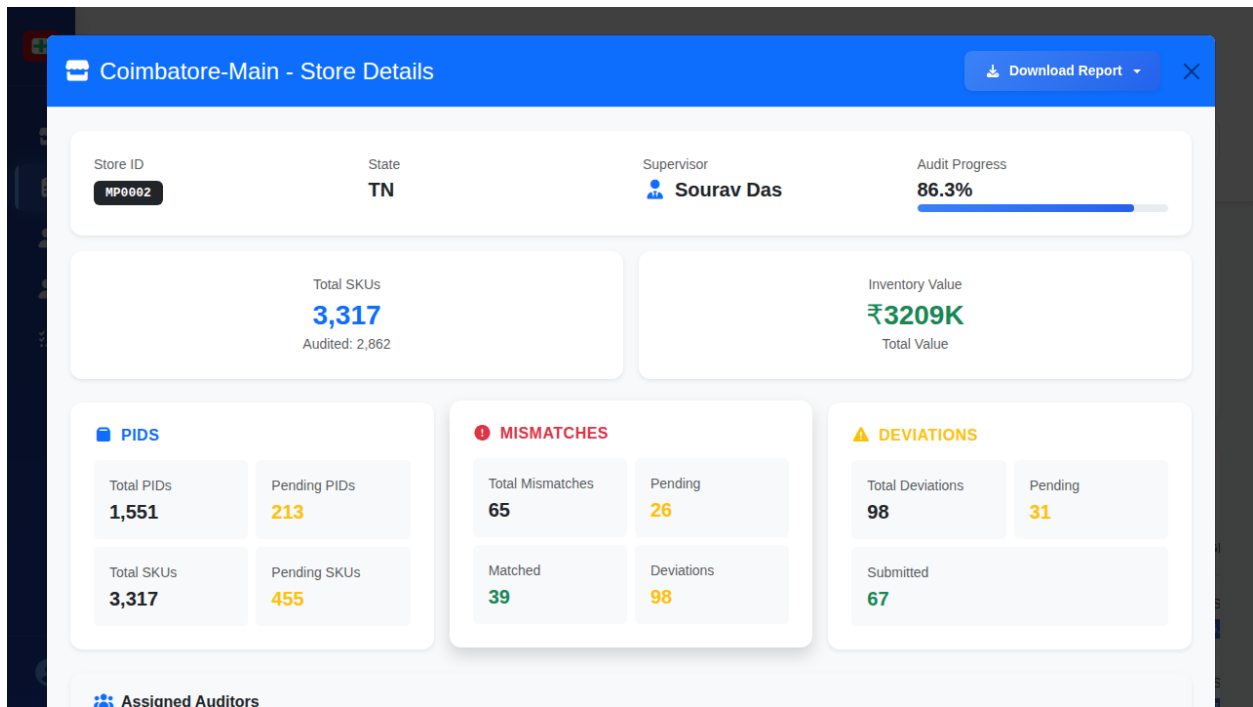 Coimbatore-Main - Store Details
Download Report
Store ID
MP0002
State
TN
Supervisor
Sourav Das
Audit Progress
86.3%
Total SKUs
3,317
Audited: 2,862
Inventory Value
₹3209K
Total Value
PIDS
Total PIDs
1,551
Pending PIDs
213
Total SKUs
3,317
Pending SKUs
455
MISMATCHES
Total Mismatches
65
Pending
26
Matched
39
Deviations
98
DEVIATIONS
Total Deviations
98
Pending
31
Submitted
67
Assigned Auditors